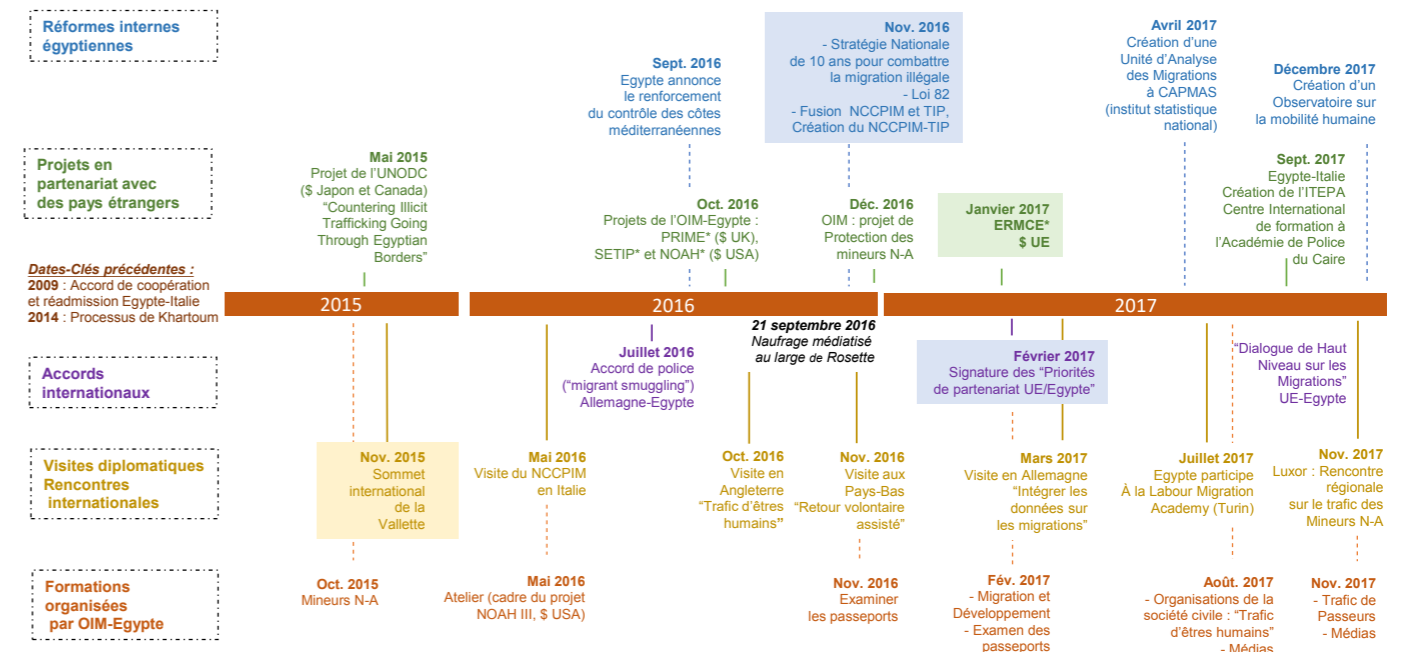 Réformes internes
égyptiennes
Sept. 2016
Egypte annonce
le renforcement
du contrôle des côtes
méditerranéennes
Nov. 2016
- Stratégie Nationale
de 10 ans pour combattre
la migration illégale
- Loi 82
- Fusion NCCPIM et TIP,
Création du NCCPIM-TIP
Avril 2017
Création d'une
Unité d'Analyse
des Migrations
à CAPMAS
(institut statistique
national)
Décembre 2017
Création d'un
Observatoire sur
la mobilité humaine
Projets en
partenariat avec
des pays étrangers
Mai 2015
Projet de l'UNODC
($ Japon et Canada)
“Countering Illicit
Trafficking Going
Through Egyptian
Borders”
Oct. 2016
Projets de l'OIM-Egypte :
PRIME* ($ UK),
SETIP* et NOAH* ($ USA)
Déc. 2016
OIM : projet de
Protection des
mineurs N-A
Janvier 2017
ERMCE*
$ UE
Sept. 2017
Egypte-Italie
Création de l'ITEPA
Centre International
de formation à
l'Académie de Police
du Caire
Dates-Clés précédentes :
2009 : Accord de coopération
et réadmission Egypte-Italie
2014 : Processus de Khartoum
2015
2016
2017
Accords
internationaux
Juillet 2016
Accord de police
(“migrant smuggling”)
Allemagne-Egypte
21 septembre 2016
Naufrage médiatisé
au large de Rosette
Février 2017
Signature des “Priorités
de partenariat UE/Egypte”
“Dialogue de Haut
Niveau sur les
Migrations”
UE-Egypte
Visites diplomatiques
Rencontres
internationales
Nov. 2015
Sommet
international
de la
Vallette
Mai 2016
Visite du NCCPIM
en Italie
Oct. 2016
Visite en
Angleterre
“Trafic d'êtres
humains”
Nov. 2016
Visite aux
Pays-Bas
“Retour volontaire
assisté”
Mars 2017
Visite en Allemagne
“Intégrer les
données sur
les migrations”
Juillet 2017
Egypte participe
À la Labour Migration
Academy (Turin)
Nov. 2017
Luxor : Rencontre
régionale
sur le trafic des
Mineurs N-A
Formations
organisées
par OIM-Egypte
Oct. 2015
Mineurs N-A
Mai 2016
Atelier (cadre du projet
NOAH III, $ USA)
Nov. 2016
Examiner
les passeports
Fév. 2017
- Migration et
Développement
- Examen des
passeports
Août. 2017
- Organisations de la
société civile : “Trafic
d'êtres humains”
- Médias
Nov. 2017
- Trafic de
Passeurs
- Médias